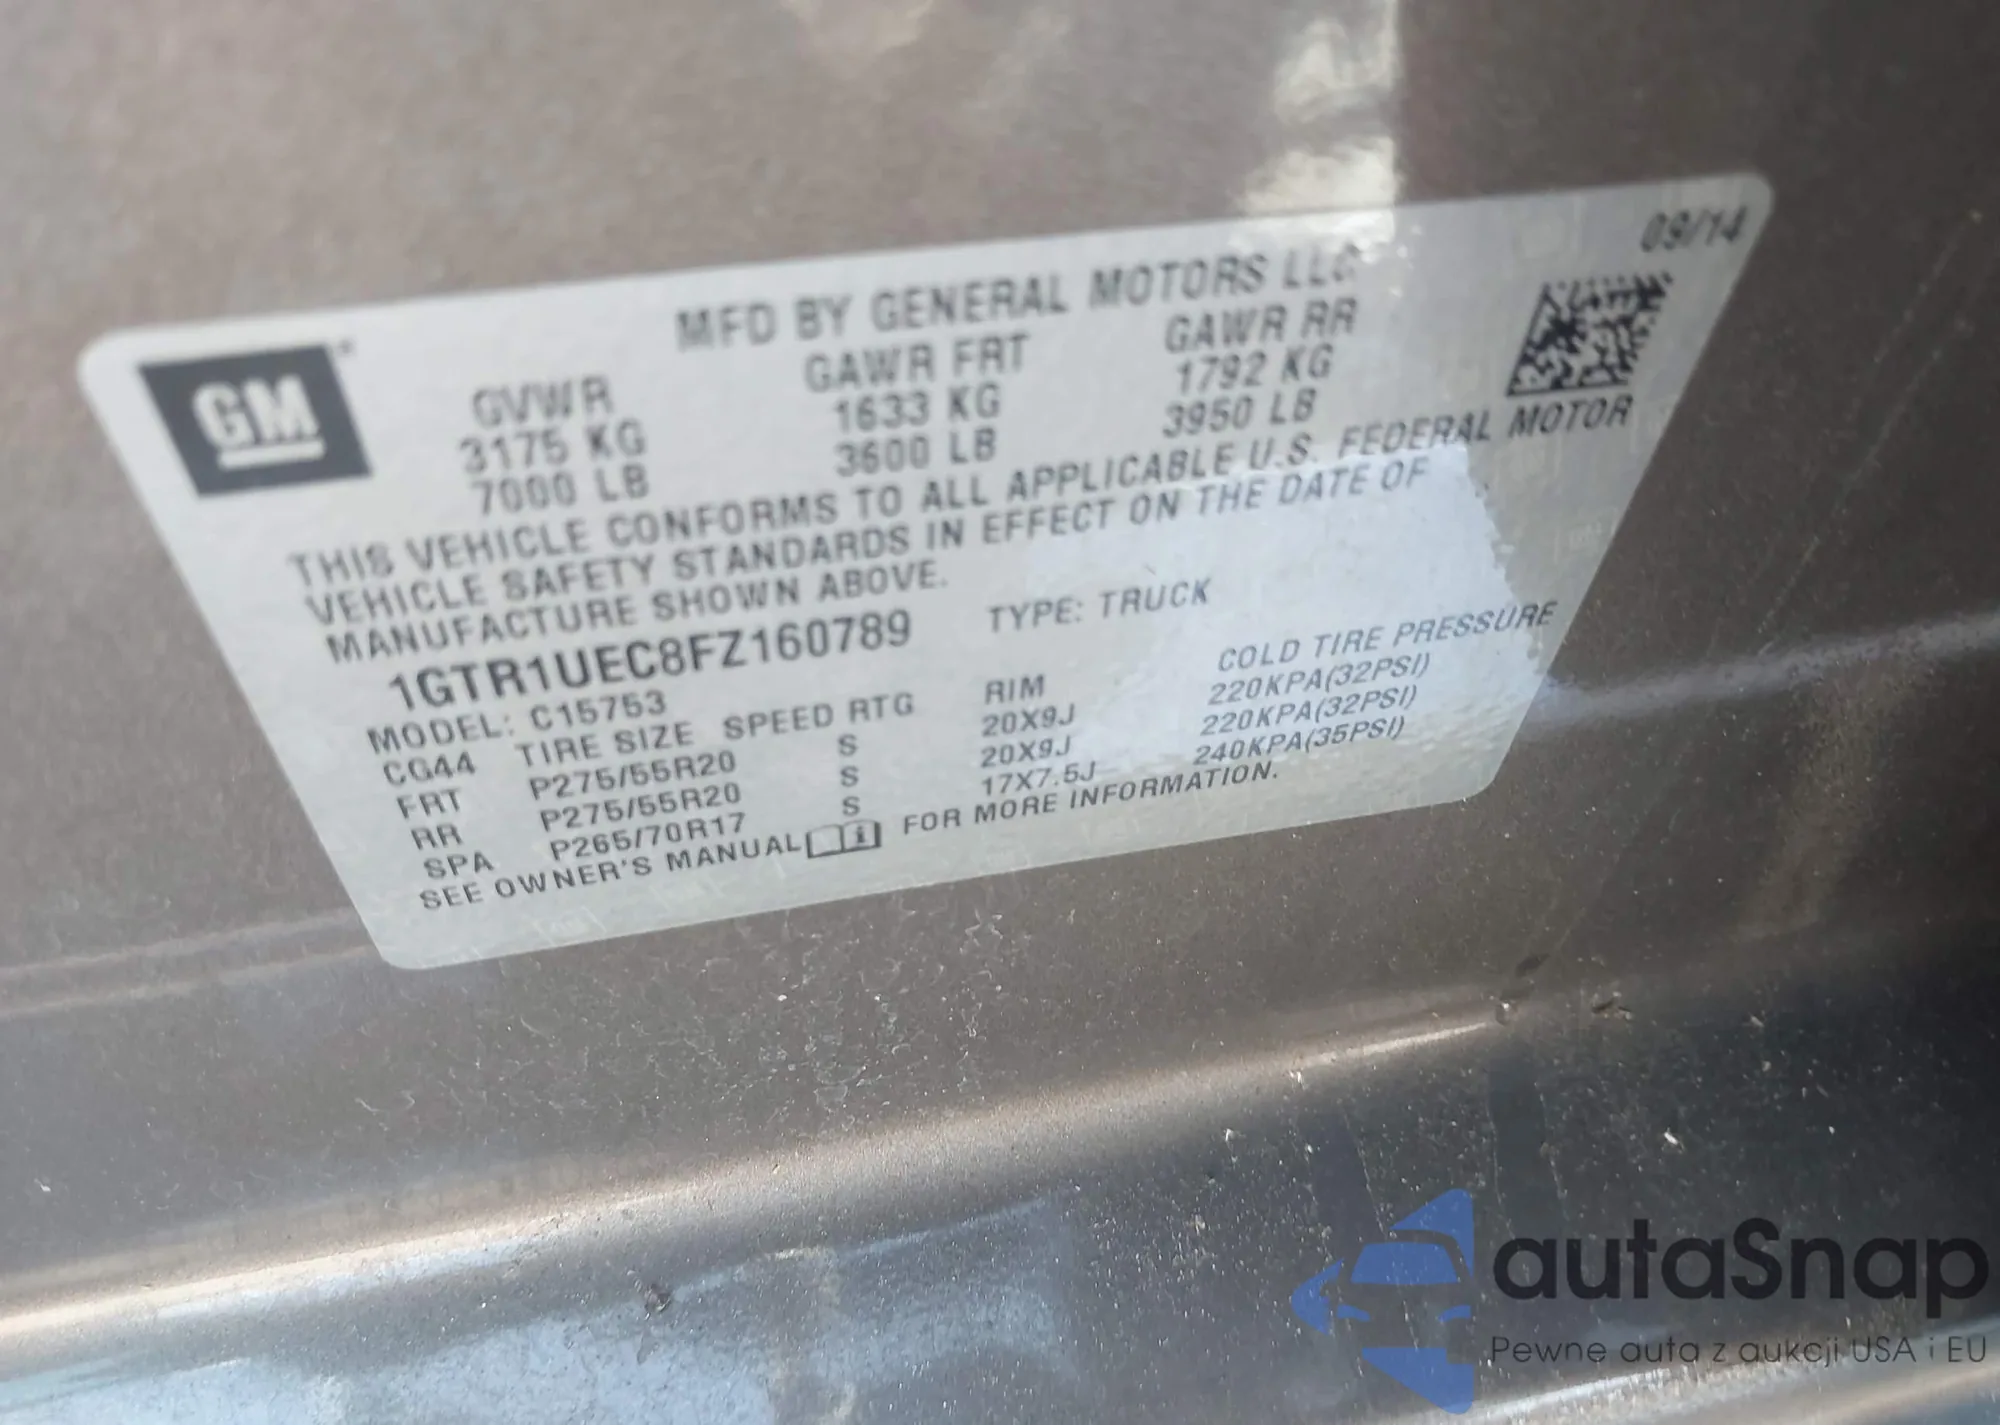 09/14
MFD BY GENERAL MOTORS LLC
GM
GVWR GAWR FRT GAWR RR
3175 KG 1633 KG 1792 KG
7000 LB 3600 LB 3950 LB
THIS VEHICLE CONFORMS TO ALL APPLICABLE U.S. FEDERAL MOTOR
VEHICLE SAFETY STANDARDS IN EFFECT ON THE DATE OF
MANUFACTURE SHOWN ABOVE.
1GTR1UEC8FZ160789 TYPE: TRUCK
MODEL: C15753
CG44 TIRE SIZE SPEED RTG RIM COLD TIRE PRESSURE
FRT P275/55R20 S 20X9J 220KPA(32PSI)
RR P275/55R20 S 20X9J 220KPA(32PSI)
SPA P265/70R17 S 17X7.5J 240KPA(35PSI)
SEE OWNER'S MANUAL FOR MORE INFORMATION.
autaSnap
Pewne auta z aukcji USA i EU